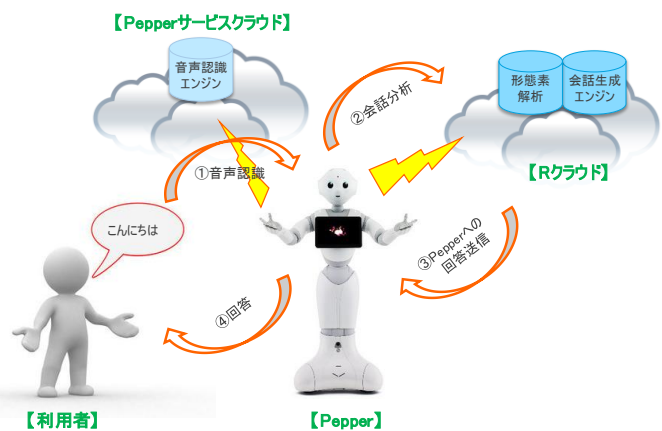 【Pepperサービスクラウド】
音声認識
エンジン
形態素
解析
会話生成
エンジン
②会話分析
①音声認識
【Rクラウド】
こんにちは
③Pepperへの
回答送信
④回答
【利用者】
【Pepper】